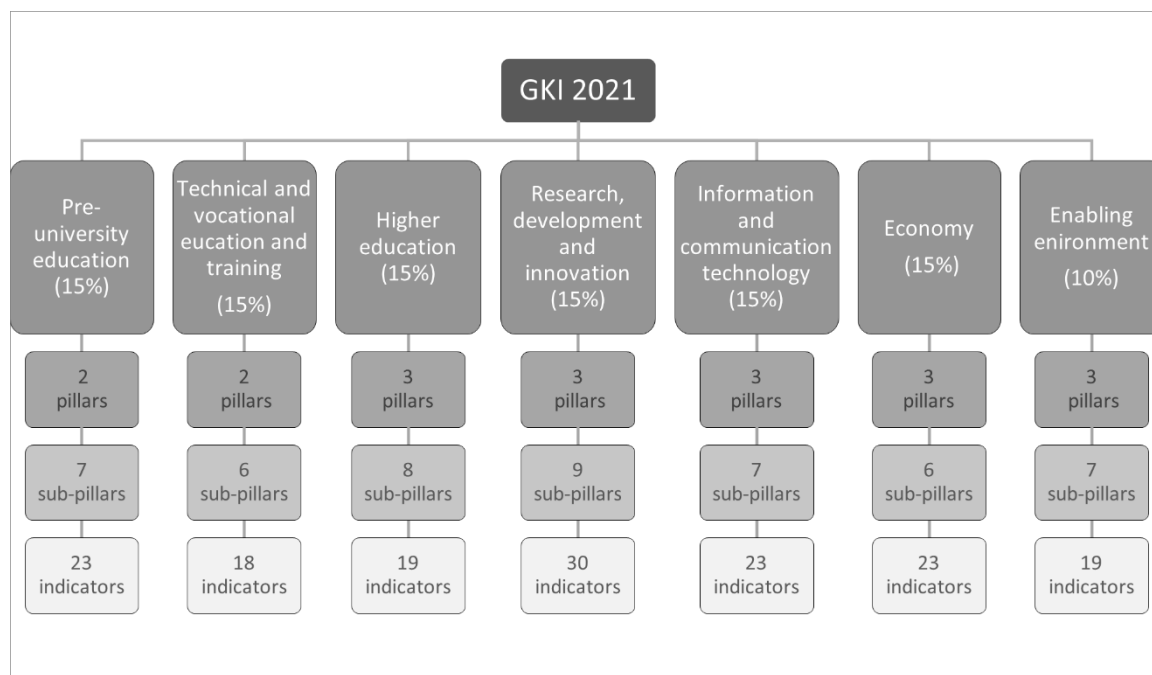 GKI 2021
Pre-
university
education
(15%)
Technical and
vocational
eucation and
training
(15%)
Higher
education
(15%)
Research,
development
and
innovation
(15%)
Information
and
communication
technology
(15%)
Economy
(15%)
Enabling
enironment
(10%)
2
pillars
2
pillars
3
pillars
3
pillars
3
pillars
3
pillars
3
pillars
7
sub-pillars
6
sub-pillars
8
sub-pillars
9
sub-pillars
7
sub-pillars
6
sub-pillars
7
sub-pillars
23
indicators
18
indicators
19
indicators
30
indicators
23
indicators
23
indicators
19
indicators